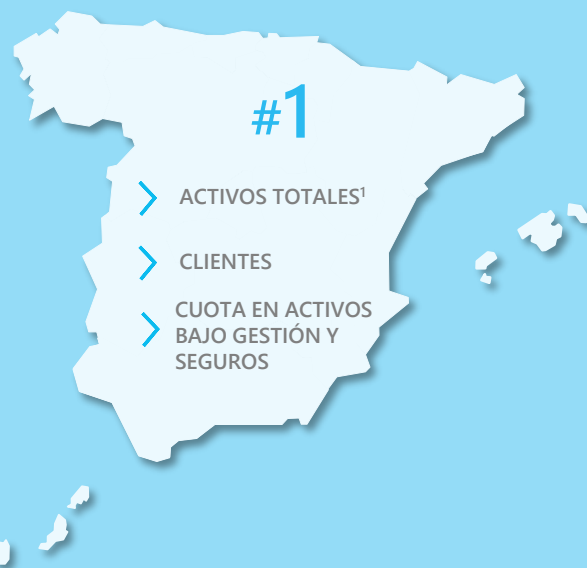 #1
ACTIVOS TOTALES¹
CLIENTES
CUOTA EN ACTIVOS
BAJO GESTIÓN Y
SEGUROS